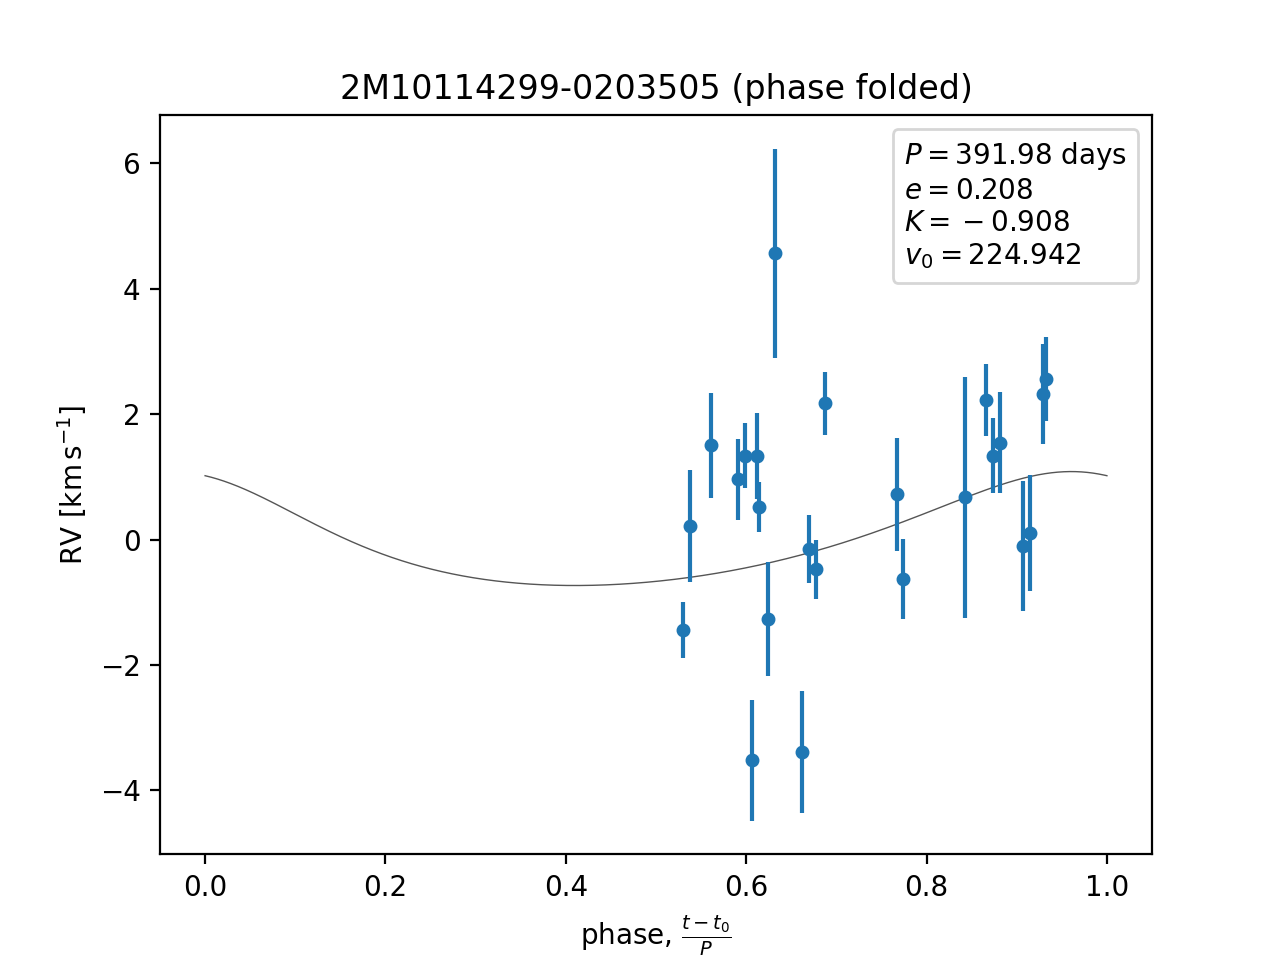 2M10114299-0203505 (phase folded)
P = 391.98 days
e = 0.208
K = −0.908
v₀ = 224.942
RV [km s⁻¹]
6
4
2
0
−2
−4
0.0 0.2 0.4 0.6 0.8 1.0
phase, (t − t₀)/P